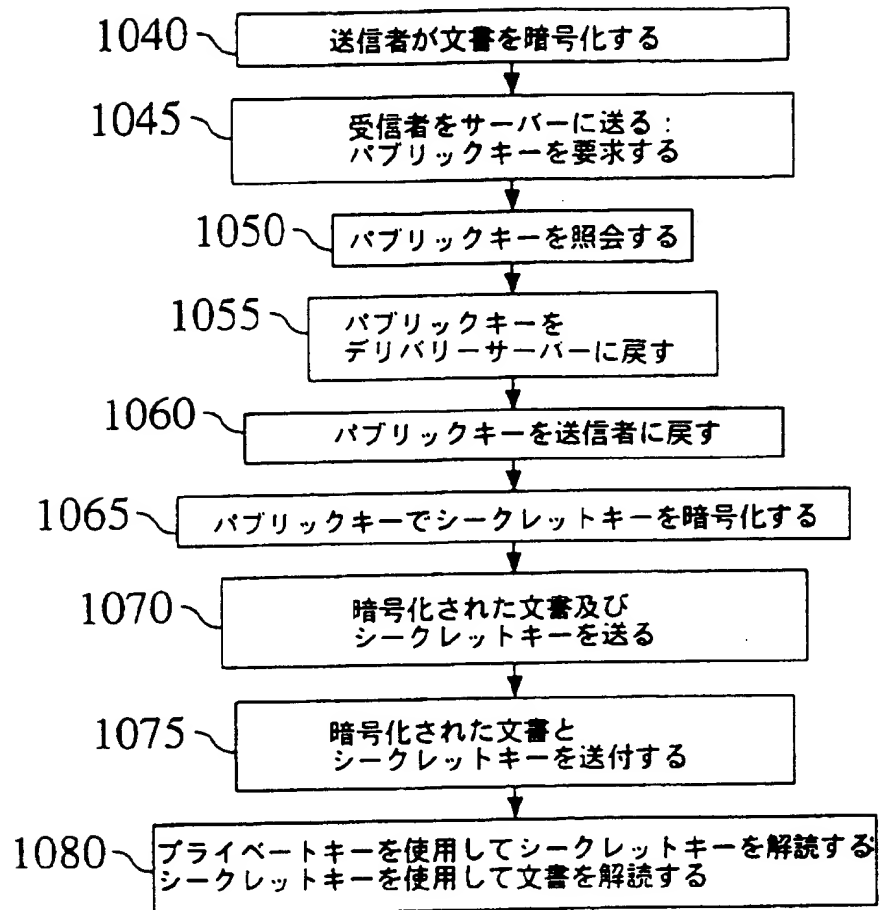 1040 送信者が文書を暗号化する
1045 受信者をサーバーに送る：
パブリックキーを要求する
1050 パブリックキーを照会する
1055 パブリックキーを
デリバリーサーバーに戻す
1060 パブリックキーを送信者に戻す
1065 パブリックキーでシークレットキーを暗号化する
1070 暗号化された文書及び
シークレットキーを送る
1075 暗号化された文書と
シークレットキーを送付する
1080 プライベートキーを使用してシークレットキーを解読する
シークレットキーを使用して文書を解読する